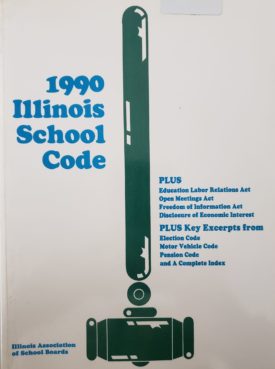 1990
Illinois
School
Code
PLUS
Education Labor Relations Act
Open Meetings Act
Freedom of Information Act
Disclosure of Economic Interest
PLUS Key Excerpts from
Election Code
Motor Vehicle Code
Pension Code
and A Complete Index
Illinois Association
of School Boards